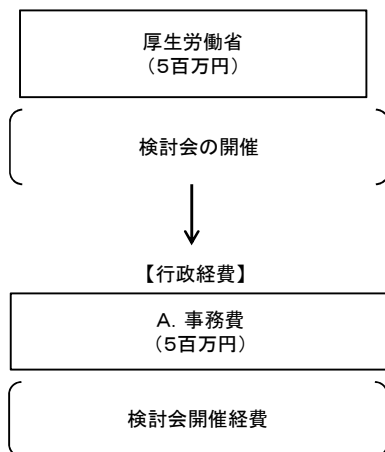 厚生労働省
（５百万円）
検討会の開催
【行政経費】
Ａ．事務費
（５百万円）
検討会開催経費